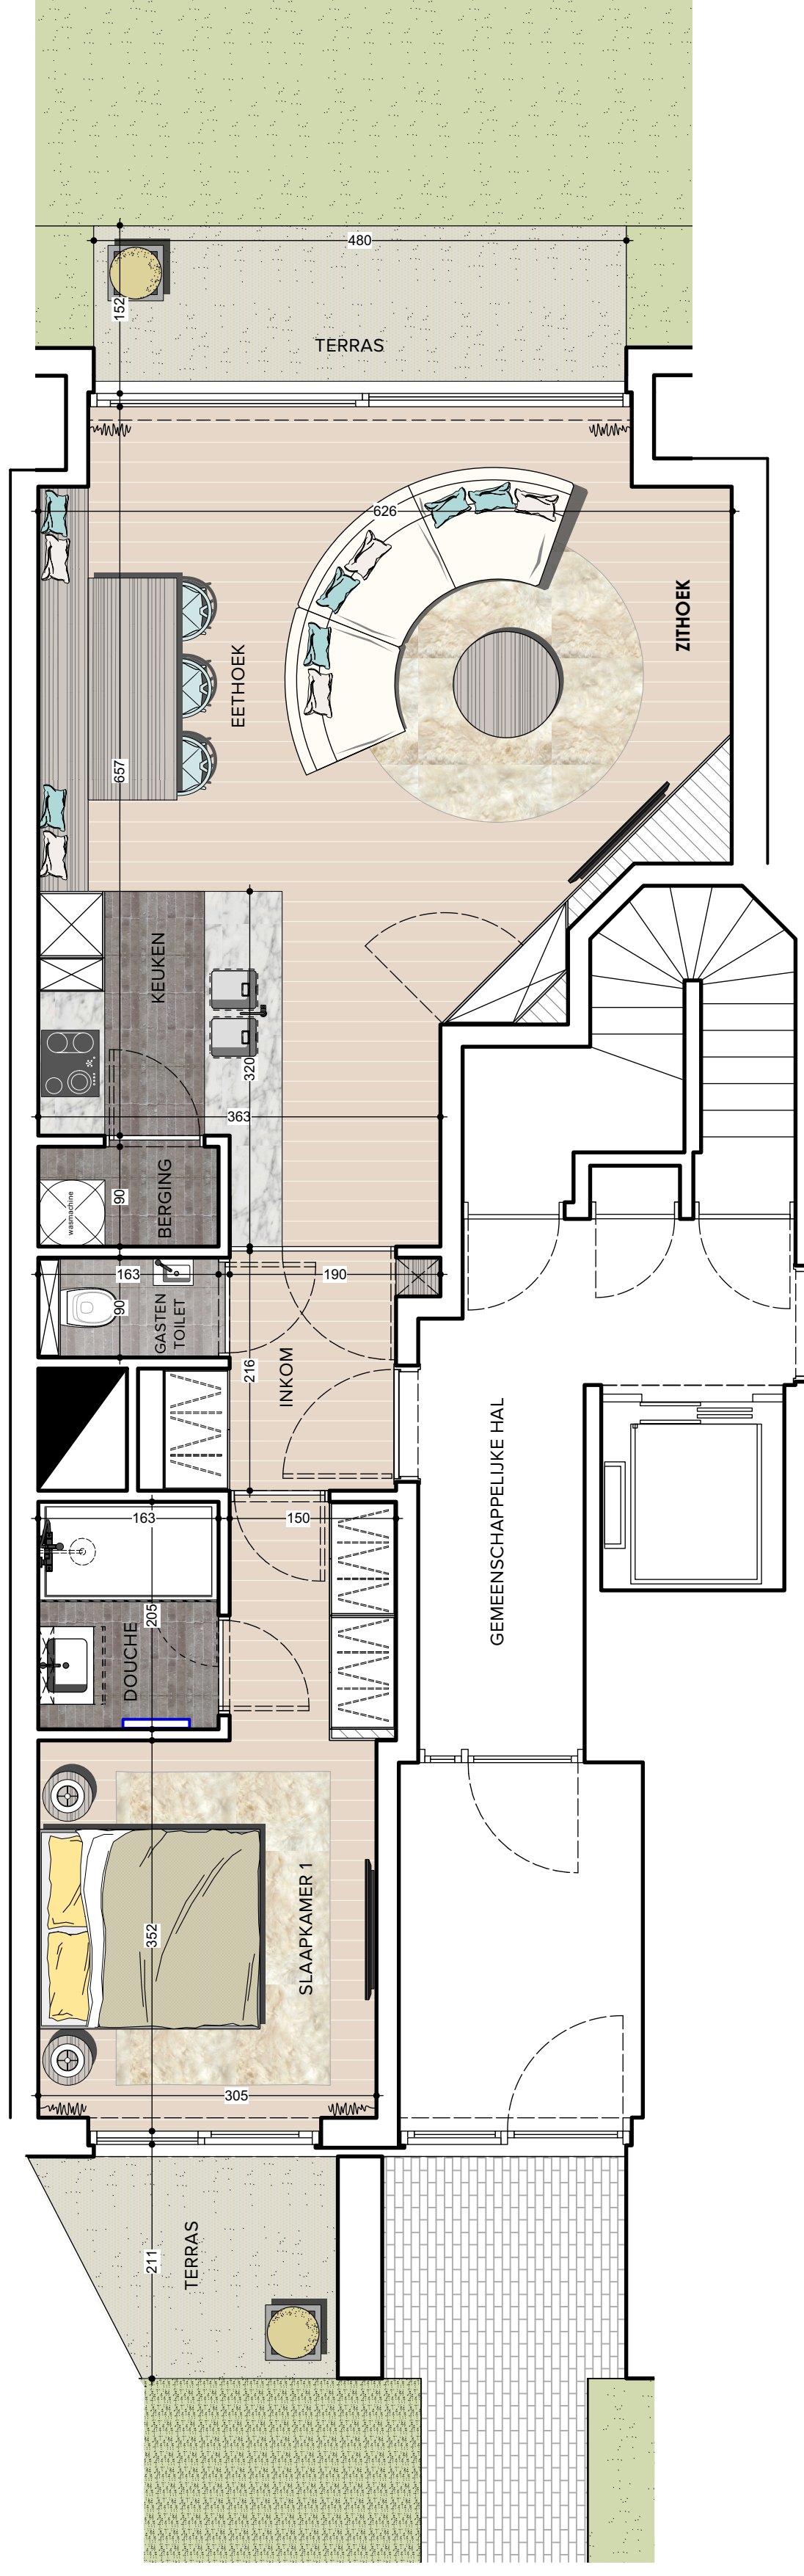 480
152
TERRAS
626
ZITHOEK
EETHOEK
657
KEUKEN
320
363
BERGING
90
wasmachine
163
190
GASTEN
TOILET
90
INKOM
216
GEMEENSCHAPPELIJKE HAL
163
150
205
DOUCHE
SLAAPKAMER 1
352
305
TERRAS
211